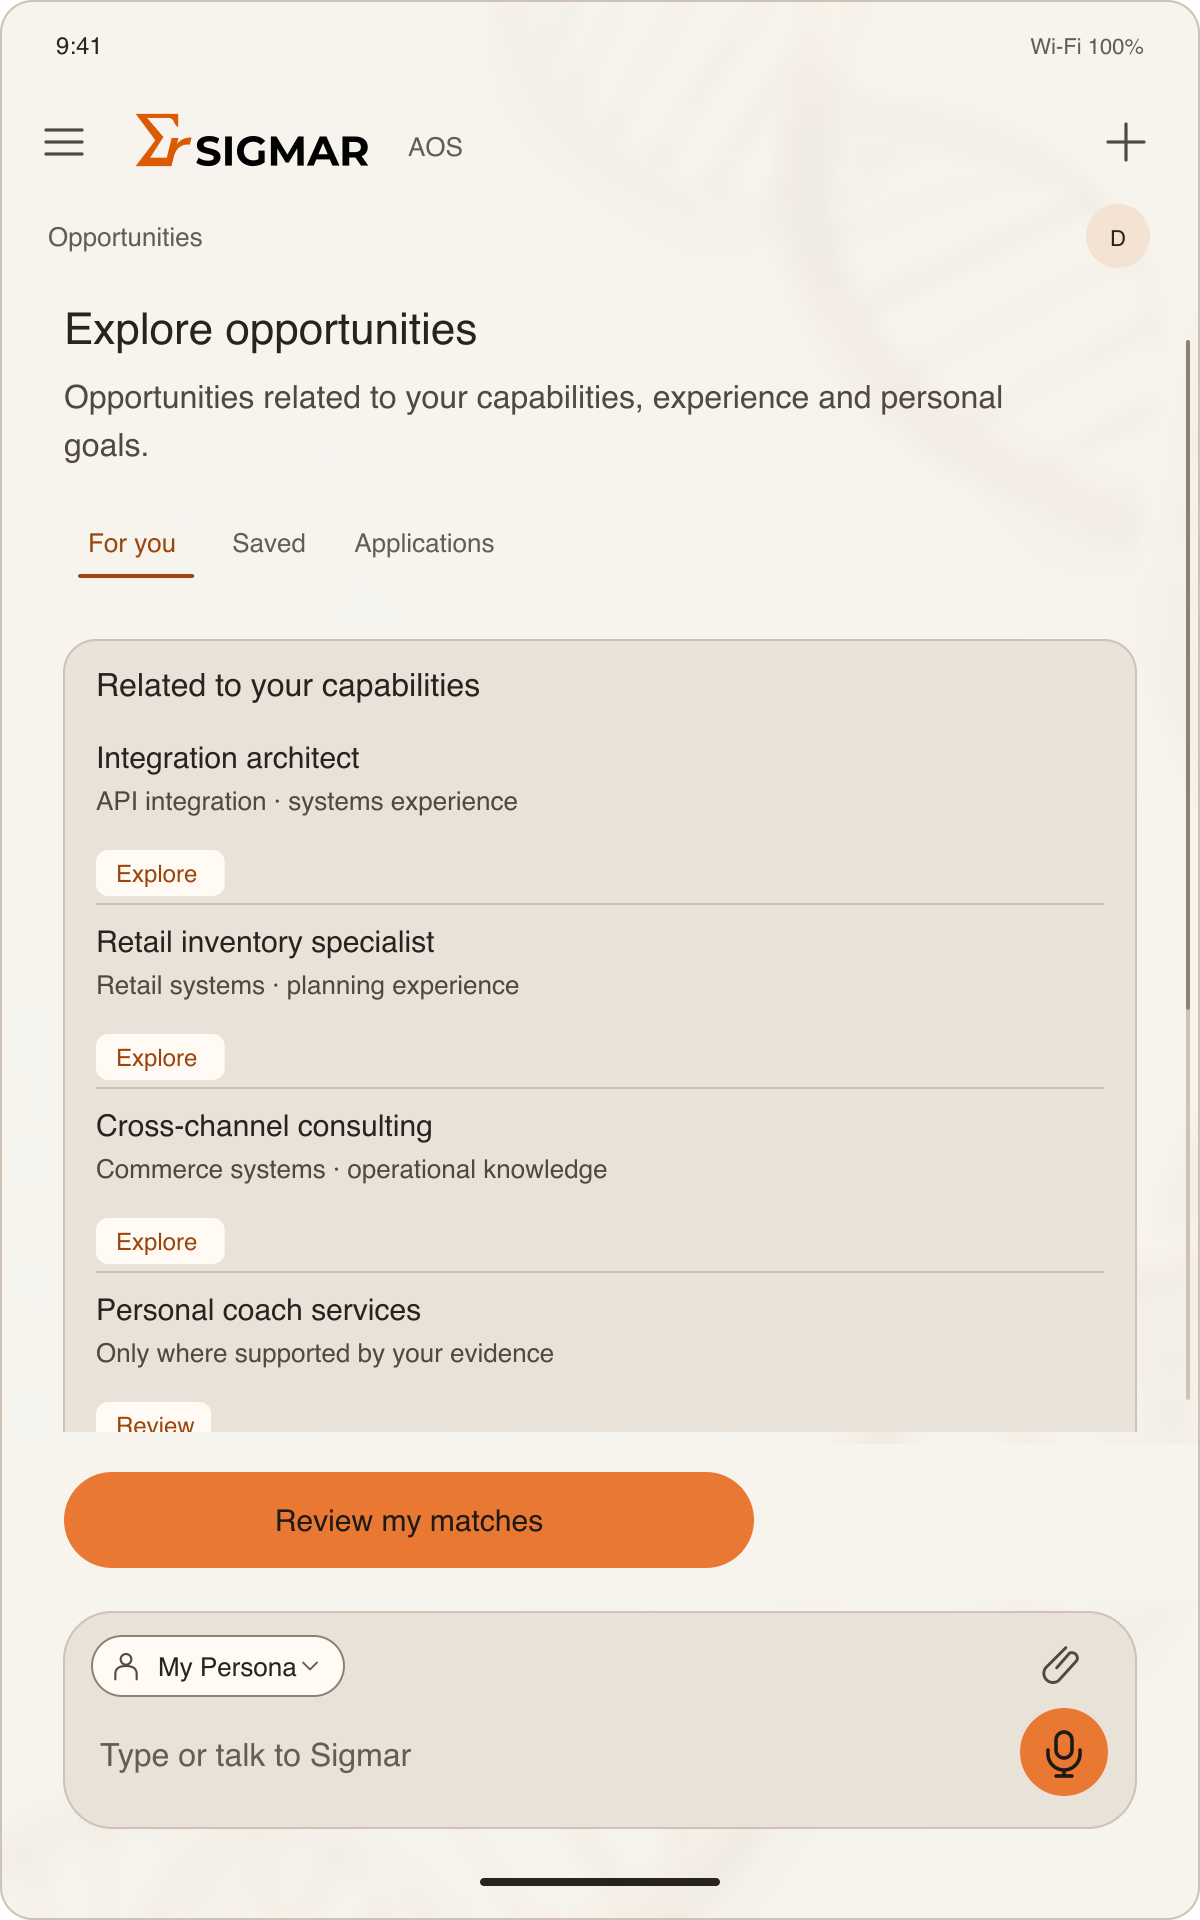 9:41
Wi-Fi 100%
Σr SIGMAR AOS
Opportunities
D
Explore opportunities
Opportunities related to your capabilities, experience and personal
goals.
For you Saved Applications
Related to your capabilities
Integration architect
API integration · systems experience
Explore
Retail inventory specialist
Retail systems · planning experience
Explore
Cross-channel consulting
Commerce systems · operational knowledge
Explore
Personal coach services
Only where supported by your evidence
Review
Review my matches
My Persona
Type or talk to Sigmar